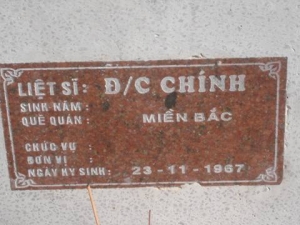 LIỆT SĨ: Đ/C CHÍNH
SINH NĂM :
QUÊ QUÁN : MIỀN BẮC
CHỨC VỤ :
ĐƠN VỊ :
NGÀY HY SINH: 23-11-1967